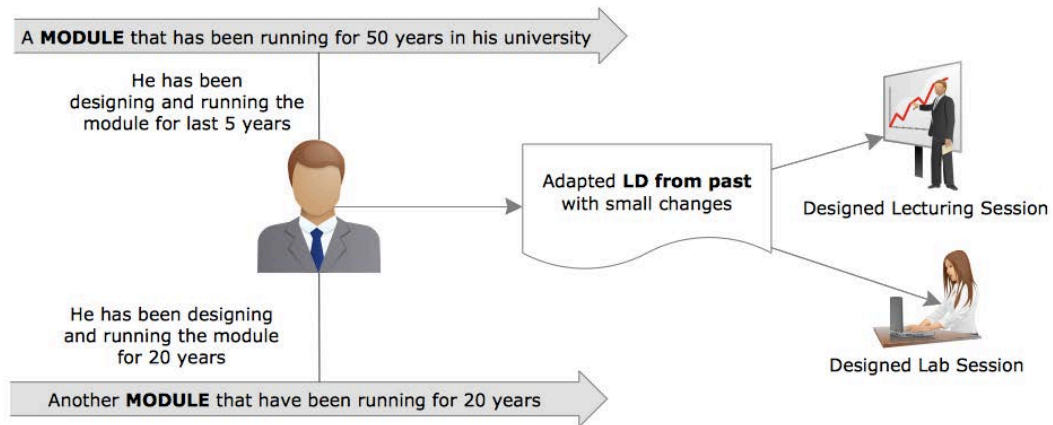 A MODULE that has been running for 50 years in his university
He has been
designing and running the
module for last 5 years
Adapted LD from past
with small changes
Designed Lecturing Session
He has been designing
and running the module
for 20 years
Designed Lab Session
Another MODULE that have been running for 20 years